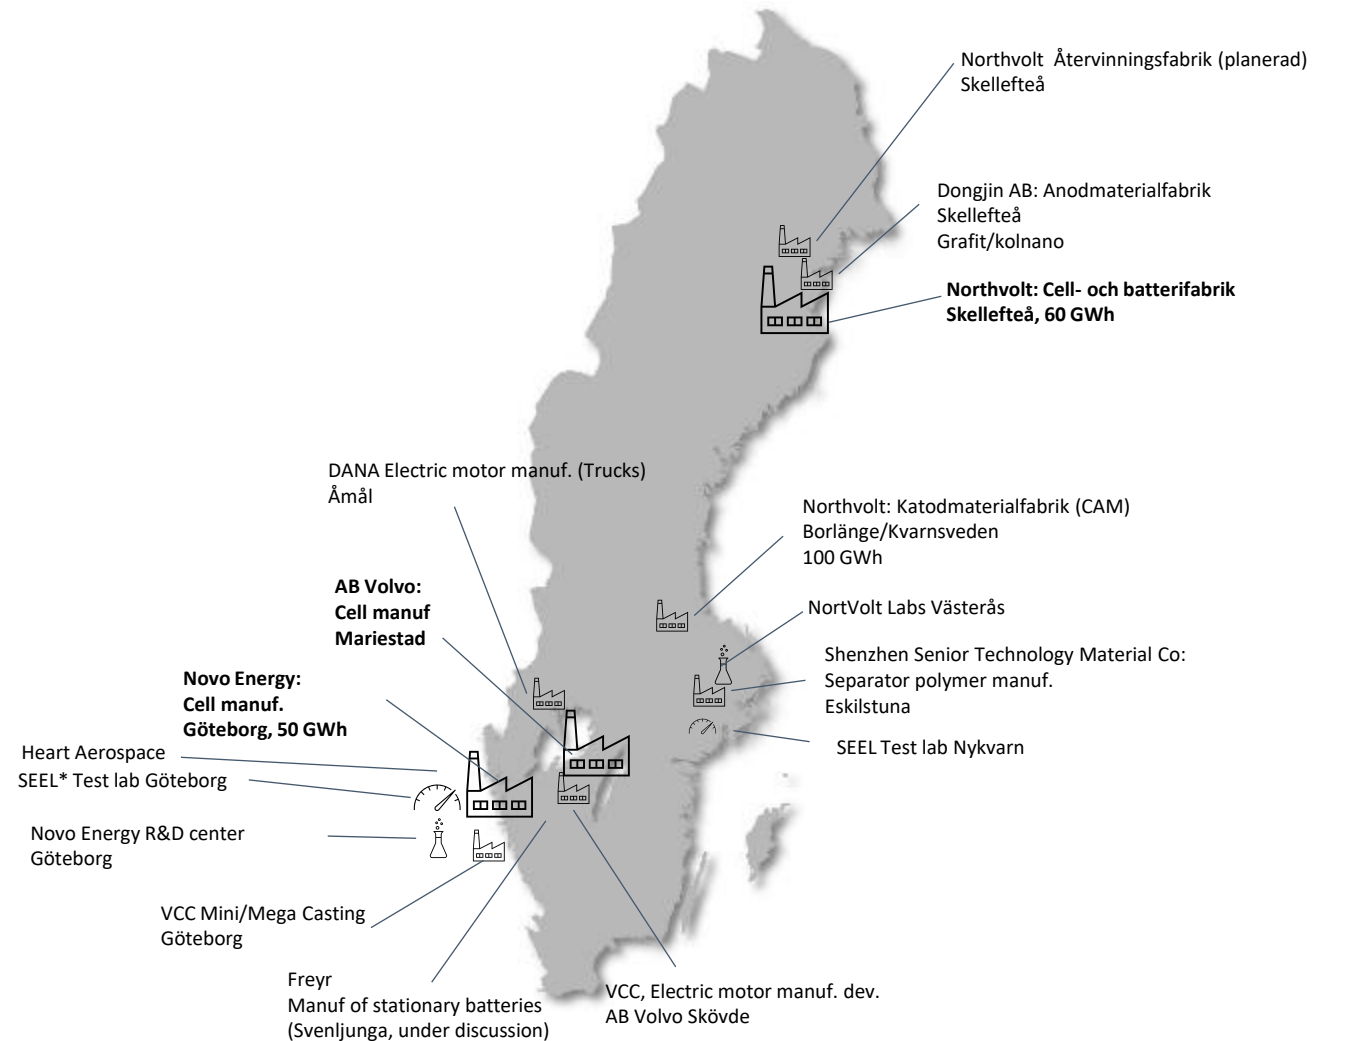 Northvolt Återvinningsfabrik (planerad)
Skellefteå
Dongjin AB: Anodmaterialfabrik
Skellefteå
Grafit/kolnano
Northvolt: Cell- och batterifabrik
Skellefteå, 60 GWh
DANA Electric motor manuf. (Trucks)
Åmål
Northvolt: Katodmaterialfabrik (CAM)
Borlänge/Kvarnsveden
100 GWh
AB Volvo:
Cell manuf
Mariestad
NortVolt Labs Västerås
Shenzhen Senior Technology Material Co:
Separator polymer manuf.
Eskilstuna
Novo Energy:
Cell manuf.
Göteborg, 50 GWh
SEEL Test lab Nykvarn
Heart Aerospace
SEEL* Test lab Göteborg
Novo Energy R&D center
Göteborg
VCC Mini/Mega Casting
Göteborg
Freyr
Manuf of stationary batteries
(Svenljunga, under discussion)
VCC, Electric motor manuf. dev.
AB Volvo Skövde